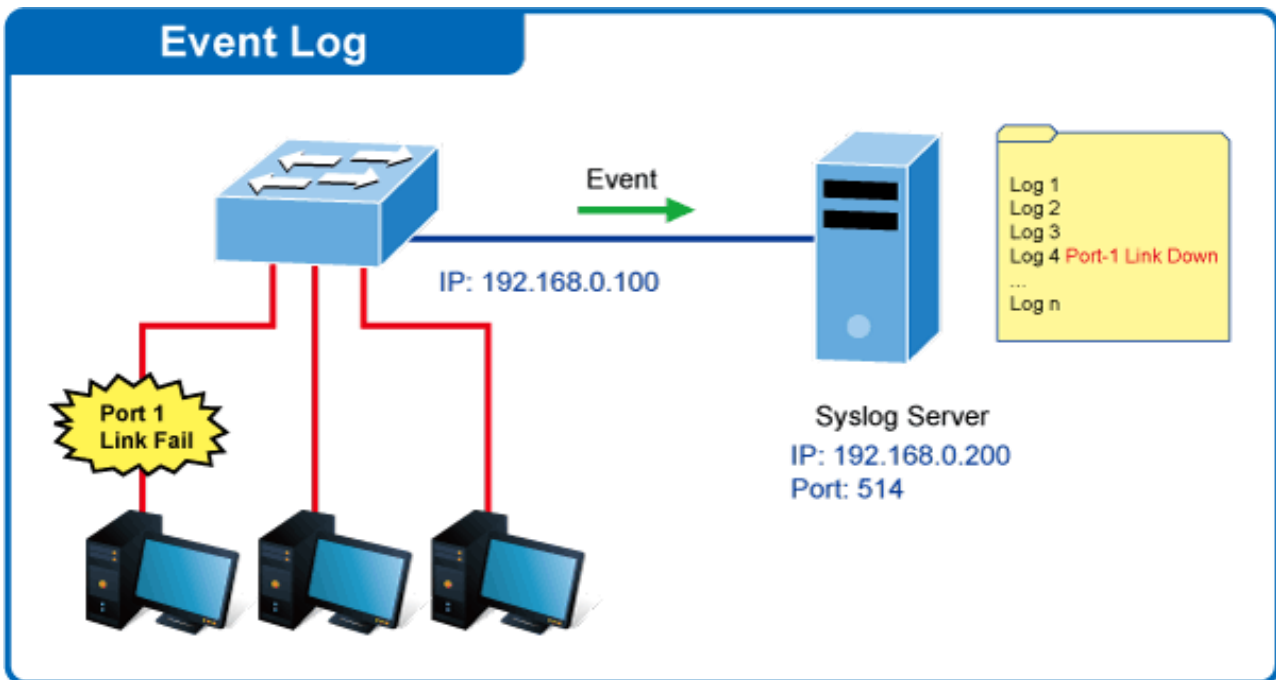 Event Log
Event
IP: 192.168.0.100
Port 1
Link Fail
Syslog Server
IP: 192.168.0.200
Port: 514
Log 1
Log 2
Log 3
Log 4 Port-1 Link Down
...
Log n